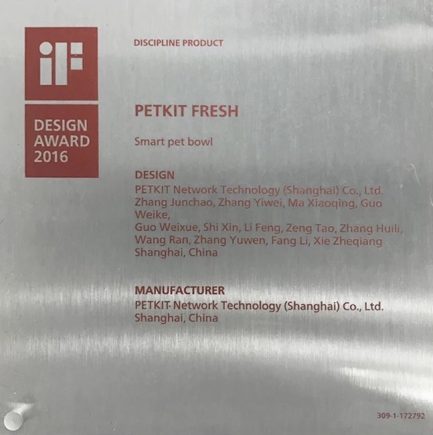 iF
DISCIPLINE PRODUCT
DESIGN
AWARD
2016
PETKIT FRESH
Smart pet bowl
DESIGN
PETKIT Network Technology (Shanghai) Co., Ltd.
Zhang Junchao, Zhang Yiwei, Ma Xiaoqing, Guo
Weike,
Guo Weixue, Shi Xin, Li Feng, Zeng Tao, Zhang Huili,
Wang Ran, Zhang Yuwen, Fang Li, Xie Zheqiang
Shanghai, China
MANUFACTURER
PETKIT Network Technology (Shanghai) Co., Ltd.
Shanghai, China
309-1-172792